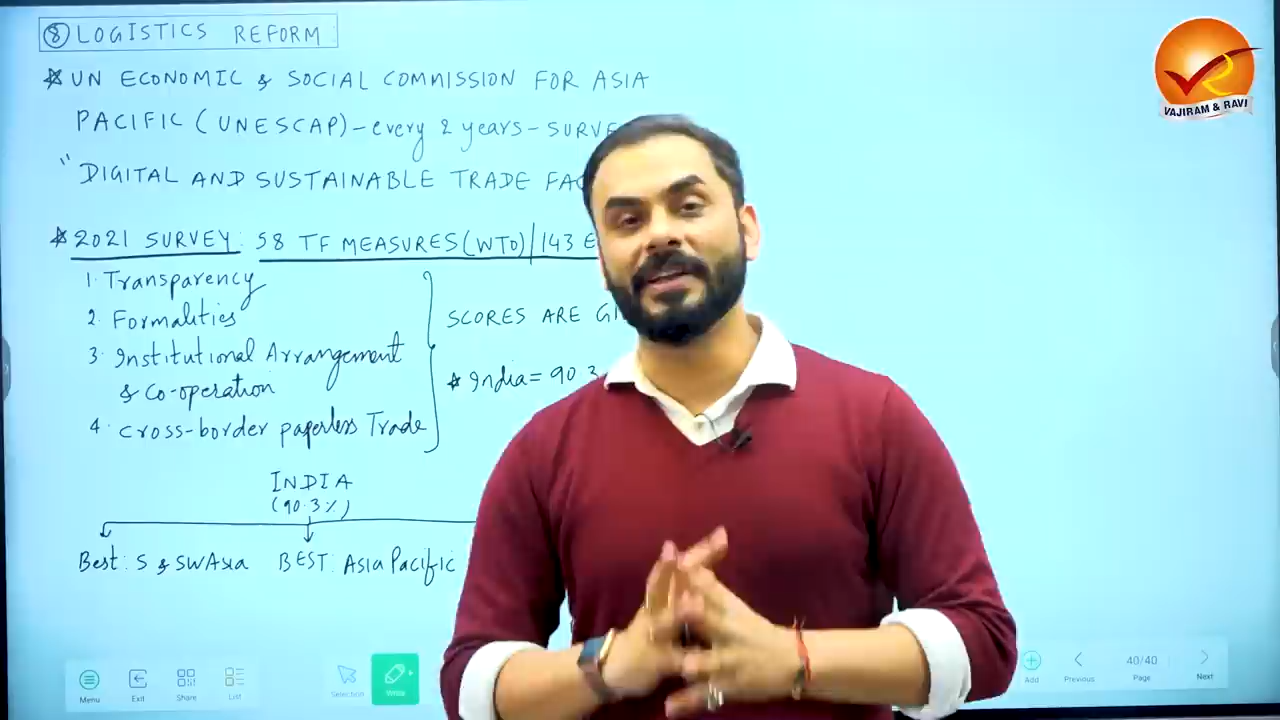 ⑧ LOGISTICS REFORM
★ UN ECONOMIC & SOCIAL COMMISSION FOR ASIA
PACIFIC (UNESCAP) - every 2 years - SURVE
"DIGITAL AND SUSTAINABLE TRADE FAC
★ 2021 SURVEY: 58 TF MEASURES (WTO)/143 E
1. Transparency
2. Formalities
3. Institutional Arrangement
& Co-operation
4. Cross-border paperless Trade
SCORES ARE GI
★ India = 90.3
INDIA
(90.3%)
Best: S & SW Asia
BEST: Asia Pacific
VAJIRAM & RAVI
Menu
Exit
Share
List
Selection
Write
Add
Previous
40/40
Page
Next